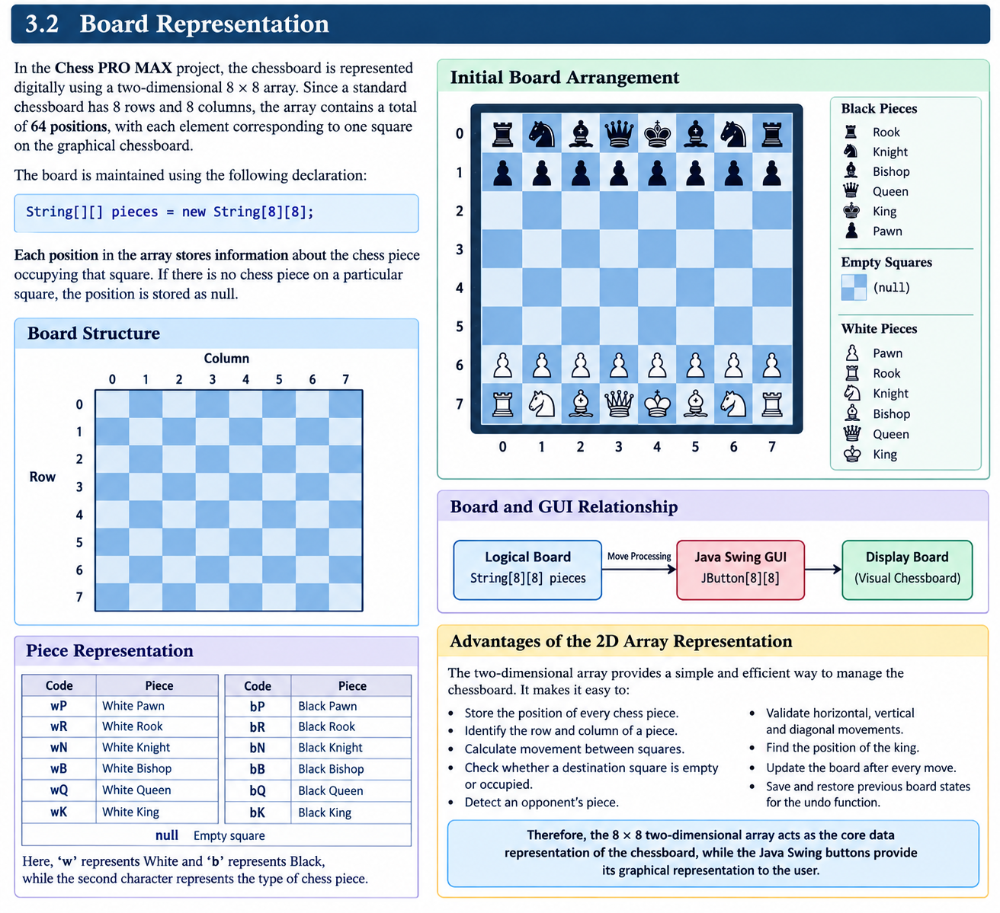 3.2 Board Representation
In the Chess PRO MAX project, the chessboard is represented
digitally using a two-dimensional 8 × 8 array. Since a standard
chessboard has 8 rows and 8 columns, the array contains a total
of 64 positions, with each element corresponding to one square
on the graphical chessboard.
The board is maintained using the following declaration:
String[][] pieces = new String[8][8];
Each position in the array stores information about the chess piece
occupying that square. If there is no chess piece on a particular
square, the position is stored as null.
Board Structure
Column
0 1 2 3 4 5 6 7
0
1
2
Row
3
4
5
6
7
Piece Representation
Code Piece Code Piece
wP White Pawn bP Black Pawn
wR White Rook bR Black Rook
wN White Knight bN Black Knight
wB White Bishop bB Black Bishop
wQ White Queen bQ Black Queen
wK White King bK Black King
null Empty square
Here, ‘w’ represents White and ‘b’ represents Black,
while the second character represents the type of chess piece.
Initial Board Arrangement
0
1
2
3
4
5
6
7
0 1 2 3 4 5 6 7
Black Pieces
Rook
Knight
Bishop
Queen
King
Pawn
Empty Squares
(null)
White Pieces
Pawn
Rook
Knight
Bishop
Queen
King
Board and GUI Relationship
Logical Board
String[8][8] pieces
Move Processing
Java Swing GUI
JButton[8][8]
Display Board
(Visual Chessboard)
Advantages of the 2D Array Representation
The two-dimensional array provides a simple and efficient way to manage the
chessboard. It makes it easy to:
• Store the position of every chess piece.
• Identify the row and column of a piece.
• Calculate movement between squares.
• Check whether a destination square is empty
or occupied.
• Detect an opponent’s piece.
• Validate horizontal, vertical
and diagonal movements.
• Find the position of the king.
• Update the board after every move.
• Save and restore previous board states
for the undo function.
Therefore, the 8 × 8 two-dimensional array acts as the core data
representation of the chessboard, while the Java Swing buttons provide
its graphical representation to the user.